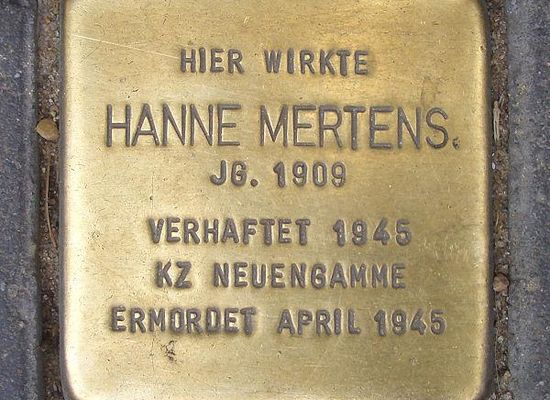 HIER WIRKTE
HANNE MERTENS.
JG. 1909
VERHAFTET 1945
KZ NEUENGAMME
ERMORDET APRIL 1945